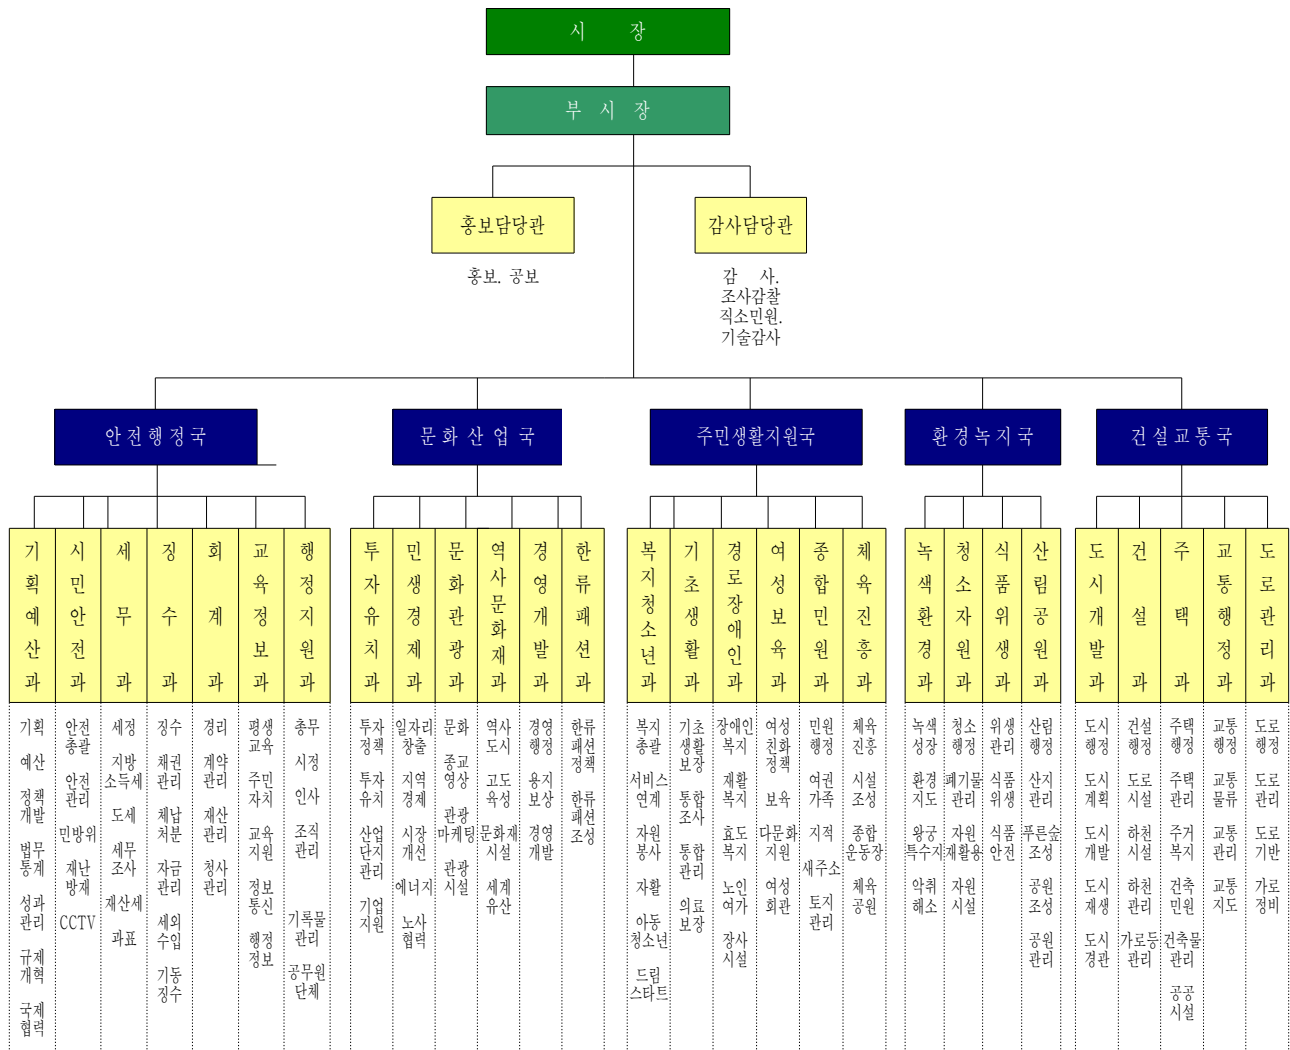 시 장
부 시 장
홍보담당관
감사담당관
홍보. 공보
감 사.
조사감찰
직소민원.
기술감사
안전행정국
문화산업국
주민생활지원국
환경녹지국
건설교통국
기획예산과
시민안전과
세무과
징수과
회계과
교육정보과
행정지원과
투자유치과
민생경제과
문화관광과
역사문화재과
경영개발과
한류패션과
복지청소년과
기초생활과
경로장애인과
여성보육과
종합민원과
체육진흥과
녹색환경과
청소자원과
식품위생과
산림공원과
도시개발과
건설과
주택과
교통행정과
도로관리과
기획
예산
정책
개발
법무
통계
성과
관리
규제
개혁
국제
협력
안전
총괄
안전
관리
민방위
재난
방재
CCTV
세정
지방
소득세
도세
세무
조사
재산세
과표
징수
채권
관리
체납
처분
자금
관리
세외
수입
기동
징수
경리
계약
관리
재산
관리
청사
관리
평생
교육
주민
자치
교육
지원
정보
통신
행정
정보
총무
시정
인사
조직
관리
기록물
관리
공무원
단체
투자
정책
투자
유치
산업
단지
관리
기업
지원
일자리
창출
지역
경제
시장
개선
에너지
노사
협력
문화
종교
영상
관광
마케팅
관광
시설
역사
도시
고도
육성
문화재
시설
세계
유산
경영
행정
용지
보상
경영
개발
한류
패션
정책
한류
패션
조성
복지
총괄
서비스
연계
자원
봉사
자활
아동
청소년
드림
스타트
기초
생활
보장
통합
조사
통합
관리
의료
보장
장애인
복지
재활
복지
효도
복지
노인
여가
장사
시설
여성
친화
정책
보육
다문화
지원
여성
회관
민원
행정
여권
가족
지적
새주소
토지
관리
체육
진흥
시설
조성
종합
운동장
체육
공원
녹색
성장
환경
지도
왕궁
특수지
악취
해소
청소
행정
폐기물
관리
자원
재활용
자원
시설
위생
관리
식품
위생
식품
안전
산림
행정
산지
관리
푸른숲
조성
공원
조성
공원
관리
도시
행정
도시
계획
도시
개발
도시
재생
도시
경관
건설
행정
도로
시설
하천
시설
하천
관리
가로등
관리
주택
행정
주택
관리
주거
복지
건축
민원
건축물
관리
공공
시설
교통
행정
교통
물류
교통
관리
교통
지도
도로
행정
도로
관리
도로
기반
가로
정비